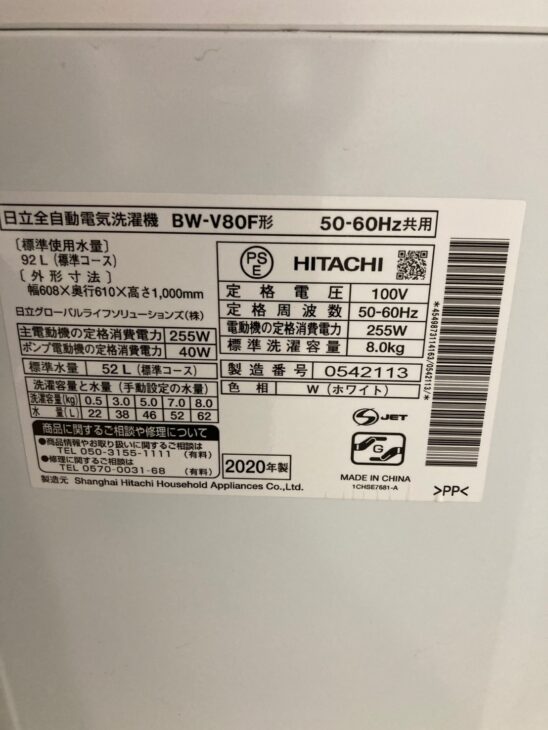 日立全自動電気洗濯機 BW-V80F形 50-60Hz共用
〔標準使用水量〕
92L(標準コース)
〔外形寸法〕
幅608×奥行610×高さ1,000mm
日立グローバルライフソリューションズ(株)
主電動機の定格消費電力 255W
ポンプ電動機の定格消費電力 40W
標準水量 52L(標準コース)
洗濯容量と水量(手動設定の水量)
洗濯容量(kg) 0.5 3.0 5.0 7.0 8.0
水量(L) 22 38 46 52 62
商品に関するご相談や修理について
●商品情報やお取り扱いに関するご相談は
TEL 050-3155-1111 (有料)
●修理に関するご相談は
TEL 0570-0031-68 (有料)
製造元 Shanghai Hitachi Household Appliances Co.,Ltd.
2020年製
PS
E
HITACHI
定格電圧 100V
定格周波数 50-60Hz
電動機の定格消費電力 255W
標準洗濯容量 8.0kg
製造番号 0542113
色相 W(ホワイト)
S JET
G
MADE IN CHINA
1CHSE7581-A
>PP<
*4549873114163/0542113/*